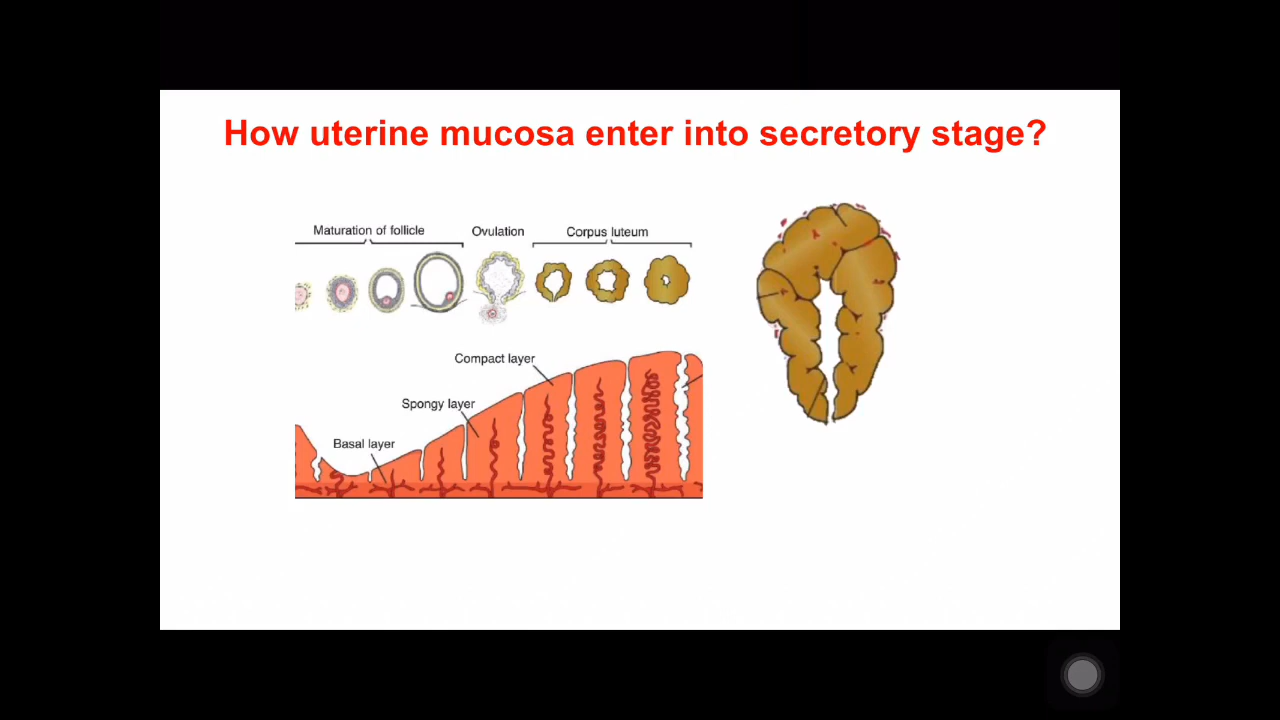 How uterine mucosa enter into secretory stage?
Maturation of follicle
Ovulation
Corpus luteum
Compact layer
Spongy layer
Basal layer